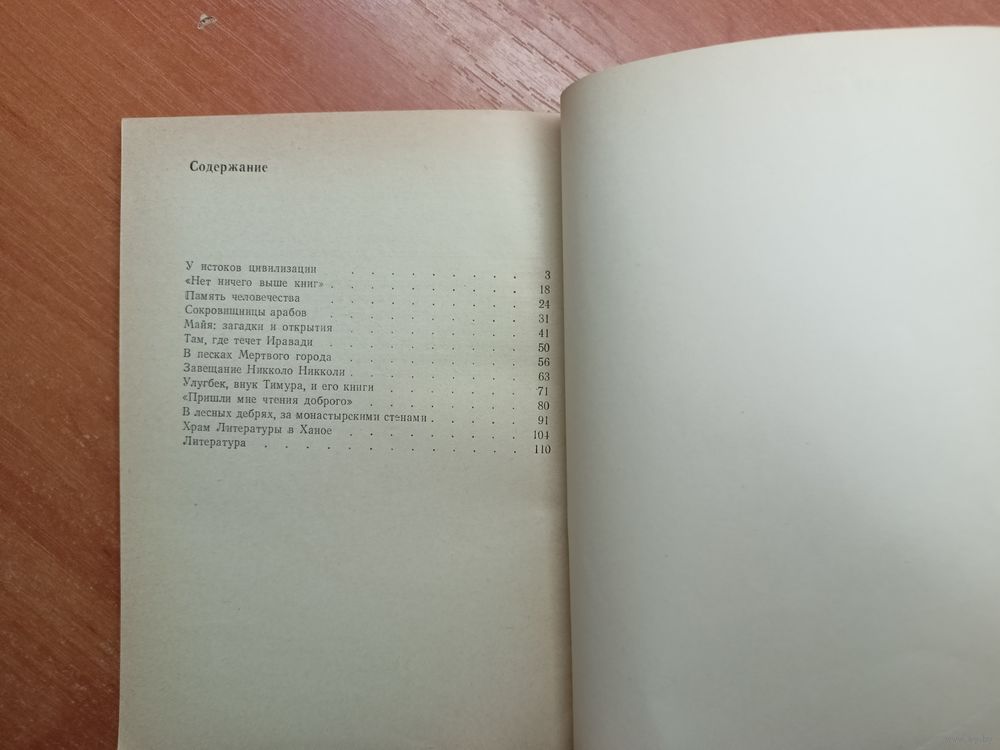 Содержание
У истоков цивилизации . . . . . . . . . 3
«Нет ничего выше книг» . . . . . . . . . . 18
Память человечества . . . . . . . . . . 24
Сокровищницы арабов . . . . . . . . . . 31
Майя: загадки и открытия . . . . . . . . . 41
Там, где течет Иравади . . . . . . . . . . 50
В песках Мертвого города . . . . . . . . . 56
Завещание Никколо Никколи . . . . . . . . . 63
Улугбек, внук Тимура, и его книги . . . . . . . 71
«Пришли мне чтения доброго» . . . . . . . . 80
В лесных дебрях, за монастырскими стенами . . . . . 91
Храм Литературы в Ханое . . . . . . . . . 104
Литература . . . . . . . . . . . . . 110